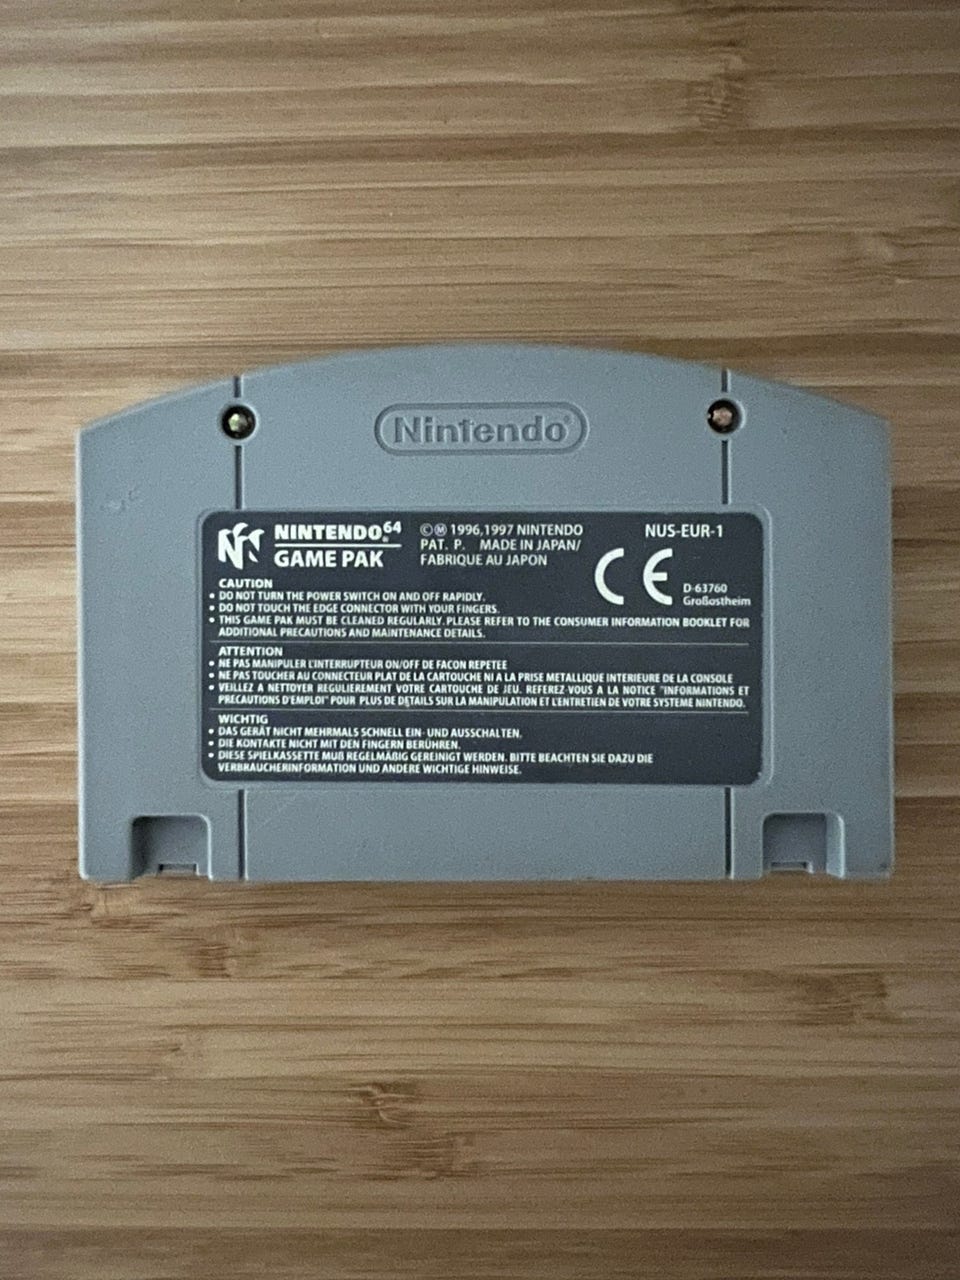 Nintendo®
NINTENDO64®
GAME PAK
©Ⓜ 1996,1997 NINTENDO
PAT. P. MADE IN JAPAN/
FABRIQUE AU JAPON
NUS-EUR-1
CE
D-63760
Großostheim
CAUTION
• DO NOT TURN THE POWER SWITCH ON AND OFF RAPIDLY.
• DO NOT TOUCH THE EDGE CONNECTOR WITH YOUR FINGERS.
• THIS GAME PAK MUST BE CLEANED REGULARLY. PLEASE REFER TO THE CONSUMER INFORMATION BOOKLET FOR
ADDITIONAL PRECAUTIONS AND MAINTENANCE DETAILS.
ATTENTION
• NE PAS MANIPULER L'INTERRUPTEUR ON/OFF DE FACON REPETEE
• NE PAS TOUCHER AU CONNECTEUR PLAT DE LA CARTOUCHE NI A LA PRISE METALLIQUE INTERIEURE DE LA CONSOLE
• VEILLEZ A NETTOYER REGULIEREMENT VOTRE CARTOUCHE DE JEU. REFEREZ-VOUS A LA NOTICE "INFORMATIONS ET
PRECAUTIONS D'EMPLOI" POUR PLUS DE DETAILS SUR LA MANIPULATION ET L'ENTRETIEN DE VOTRE SYSTEME NINTENDO.
WICHTIG
• DAS GERÄT NICHT MEHRMALS SCHNELL EIN- UND AUSSCHALTEN.
• DIE KONTAKTE NICHT MIT DEN FINGERN BERÜHREN.
• DIESE SPIELKASSETTE MUß REGELMAßIG GEREINIGT WERDEN. BITTE BEACHTEN SIE DAZU DIE
VERBRAUCHERINFORMATION UND ANDERE WICHTIGE HINWEISE.